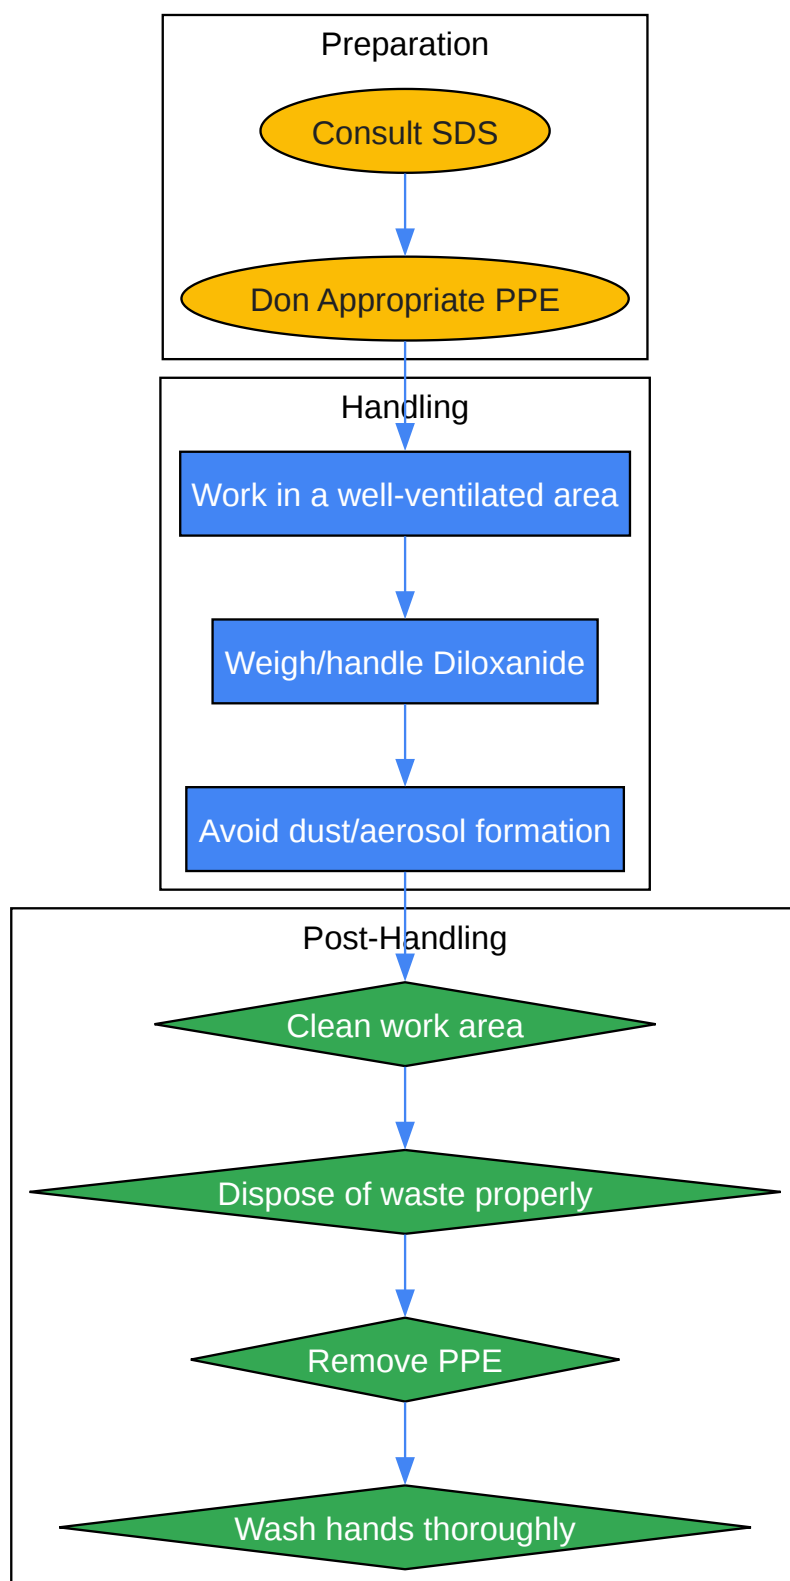 Preparation
Consult SDS
Don Appropriate PPE
Handling
Work in a well-ventilated area
Weigh/handle Diloxanide
Avoid dust/aerosol formation
Post-Handling
Clean work area
Dispose of waste properly
Remove PPE
Wash hands thoroughly